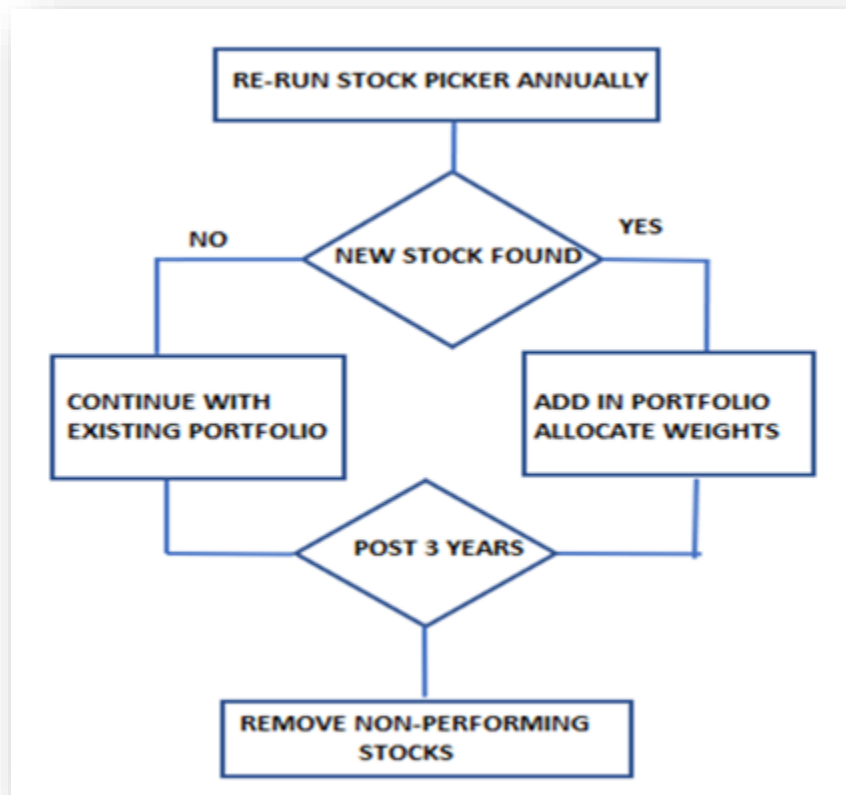 RE-RUN STOCK PICKER ANNUALLY
NO
YES
NEW STOCK FOUND
CONTINUE WITH
EXISTING PORTFOLIO
ADD IN PORTFOLIO
ALLOCATE WEIGHTS
POST 3 YEARS
REMOVE NON-PERFORMING
STOCKS